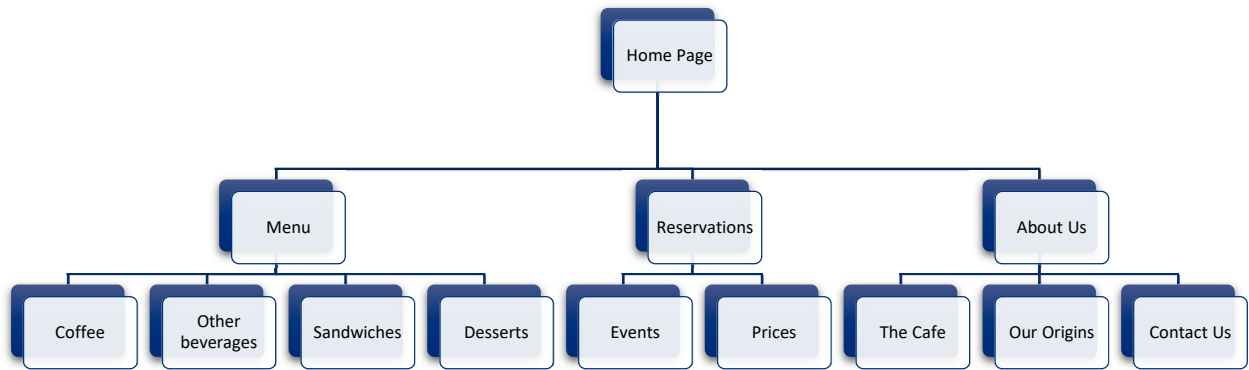 Home Page
Menu
Reservations
About Us
Coffee
Other
beverages
Sandwiches
Desserts
Events
Prices
The Cafe
Our Origins
Contact Us